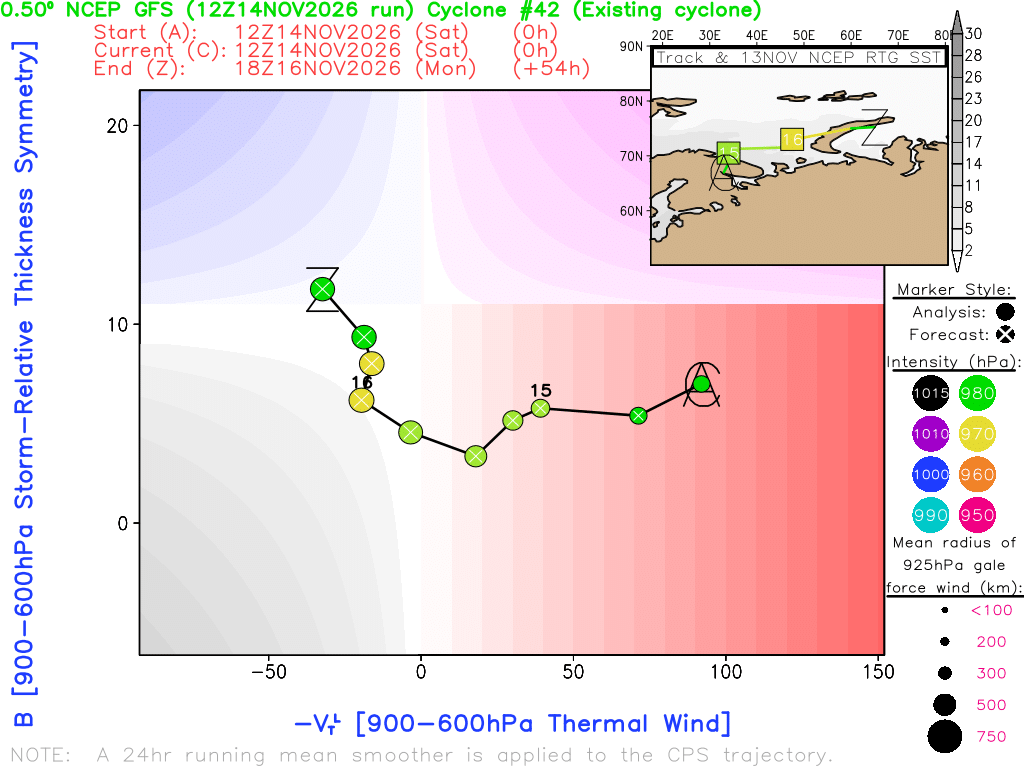 0.50° NCEP GFS (12Z14NOV2026 run) Cyclone #42 (Existing cyclone)
Start (A): 12Z14NOV2026 (Sat) (0h)
Current (C): 12Z14NOV2026 (Sat) (0h)
End (Z): 18Z16NOV2026 (Mon) (+54h)
20E 30E 40E 50E 60E 70E 80E
90N
80N
70N
60N
Track & 13NOV NCEP RTG SST
15
16
Z
A
C
30
28
26
23
20
17
14
11
8
5
2
B [900−600hPa Storm−Relative Thickness Symmetry]
20
10
0
Z
16
15
A
C
−50 0 50 100 150
−VTL [900−600hPa Thermal Wind]
Marker Style:
Analysis:
Forecast:
Intensity (hPa):
1015 980
1010 970
1000 960
990 950
Mean radius of
925hPa gale
force wind (km):
<100
200
300
500
750
NOTE: A 24hr running mean smoother is applied to the CPS trajectory.